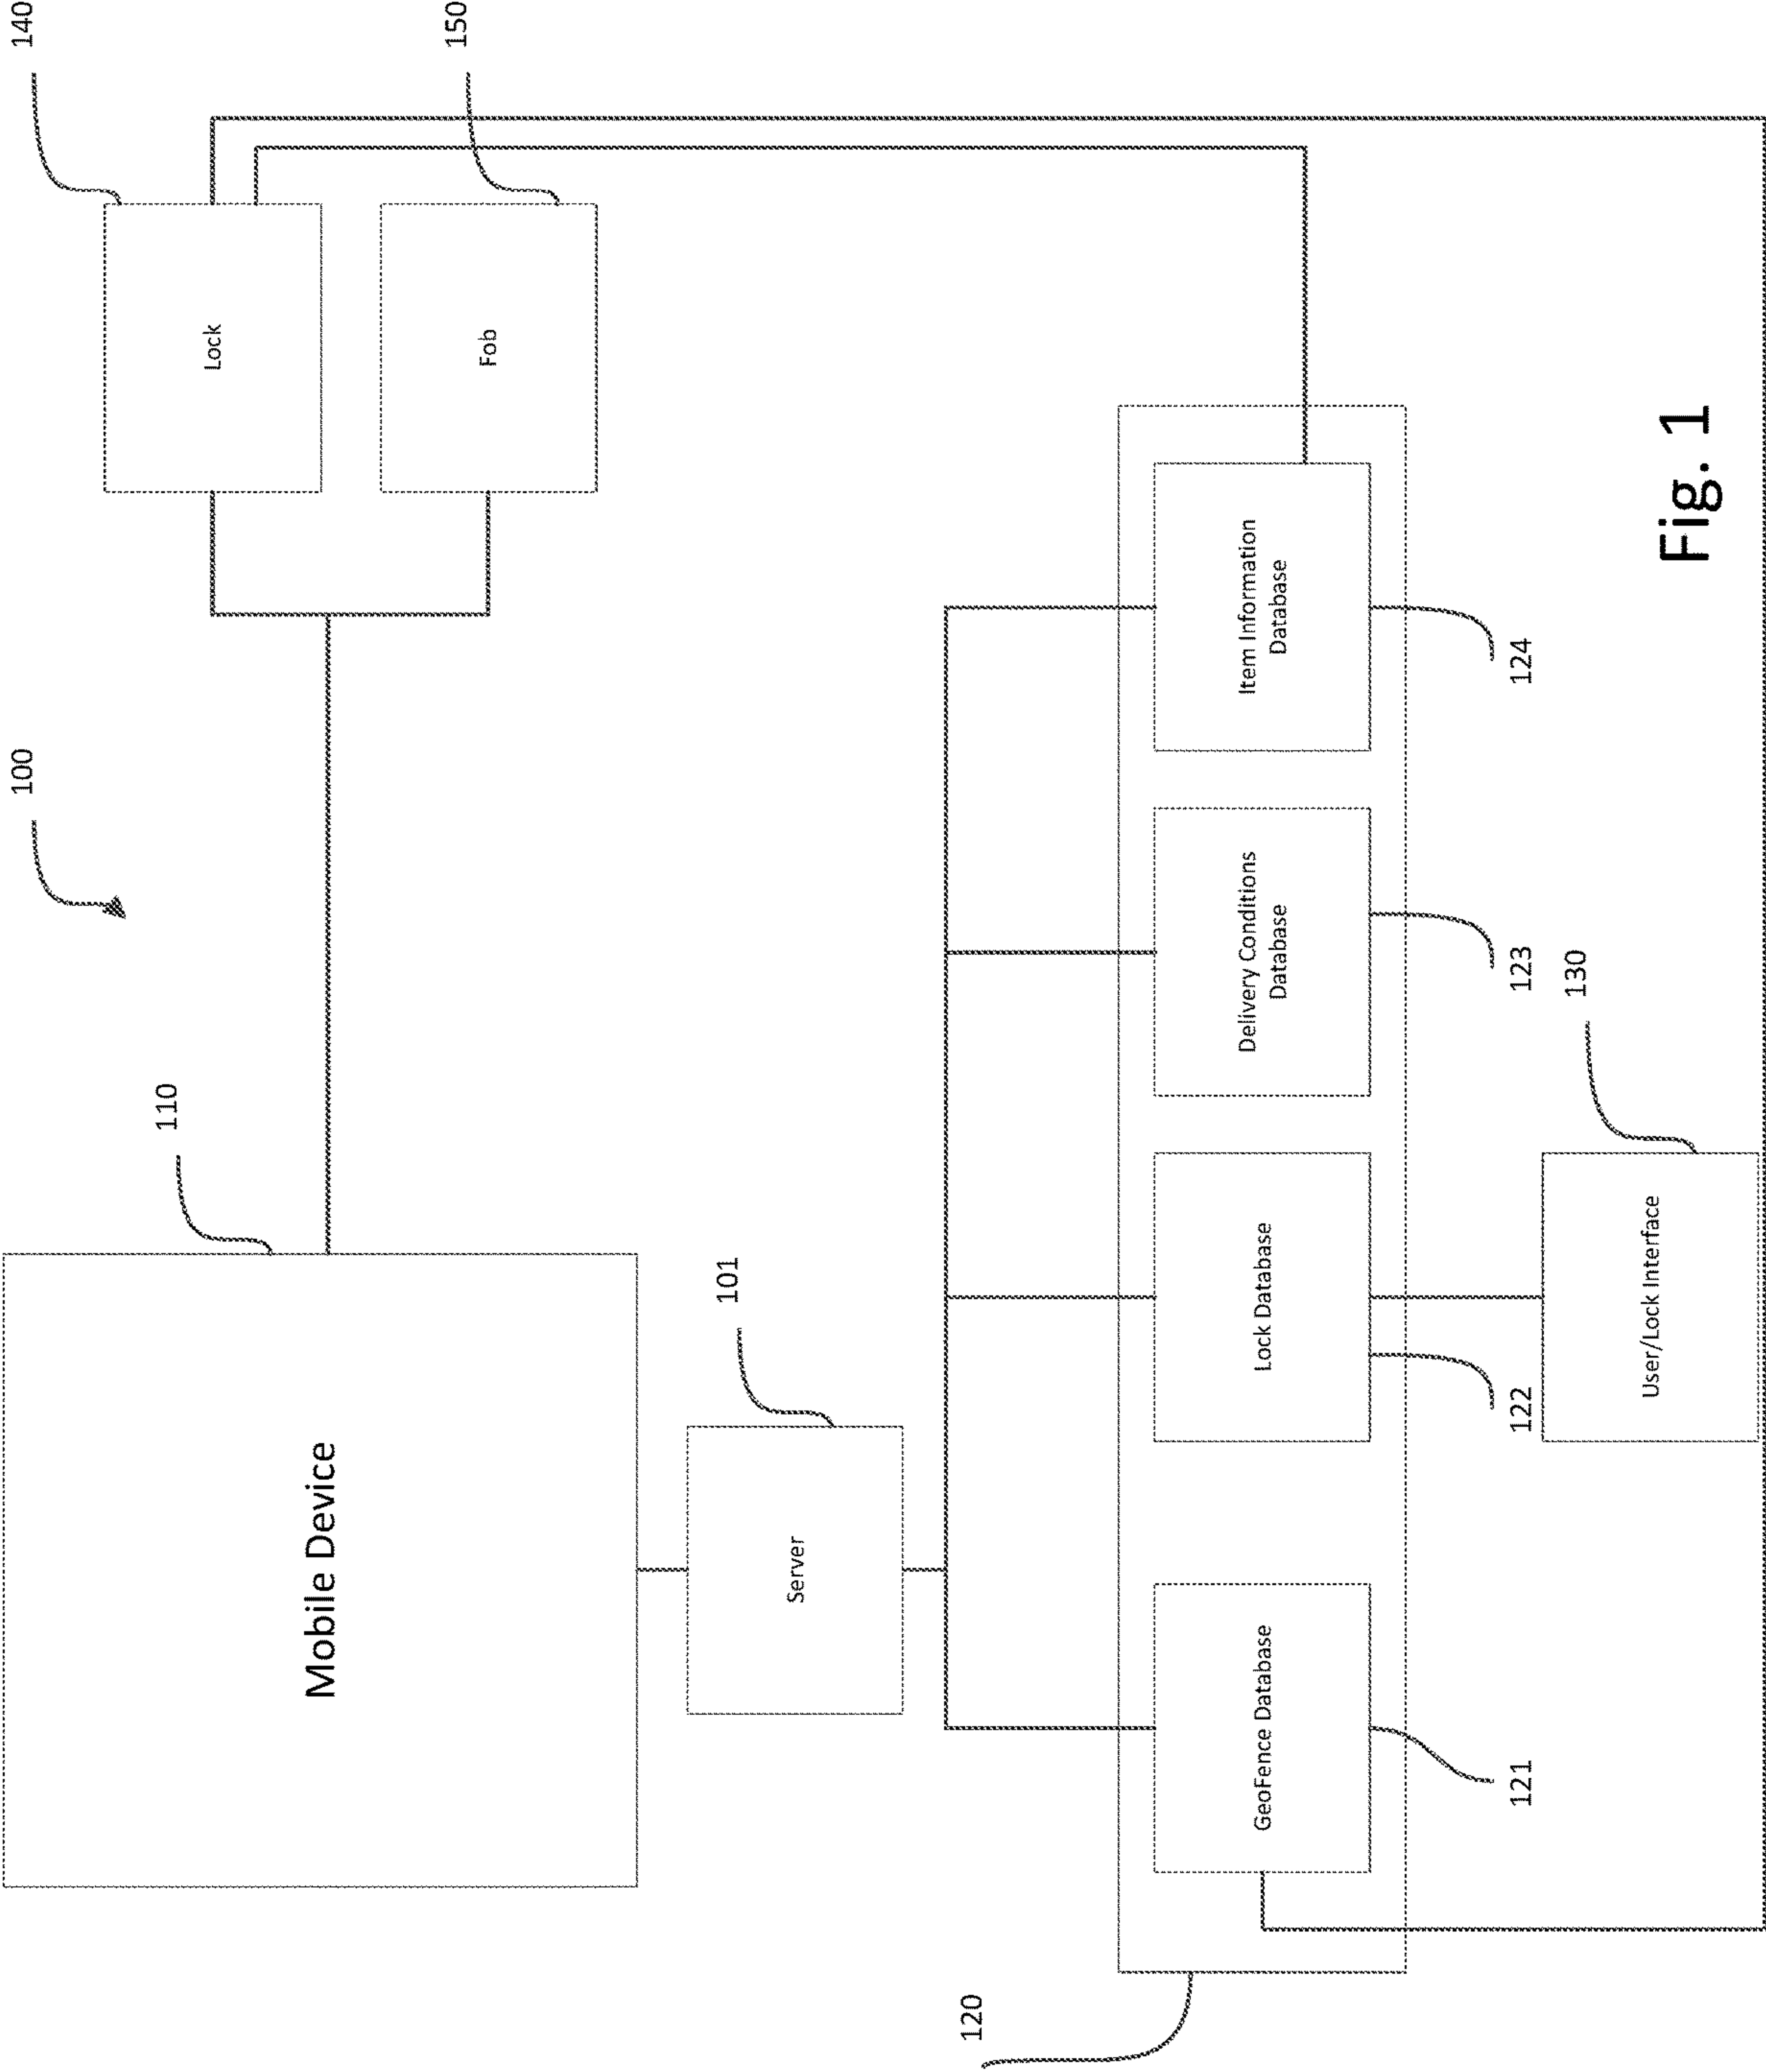 100
140
Lock
150
Fob
110
Mobile Device
101
Server
120
GeoFence Database
121
Lock Database
122
Delivery Conditions
Database
123
Item Information
Database
124
User/Lock Interface
130
Fig. 1